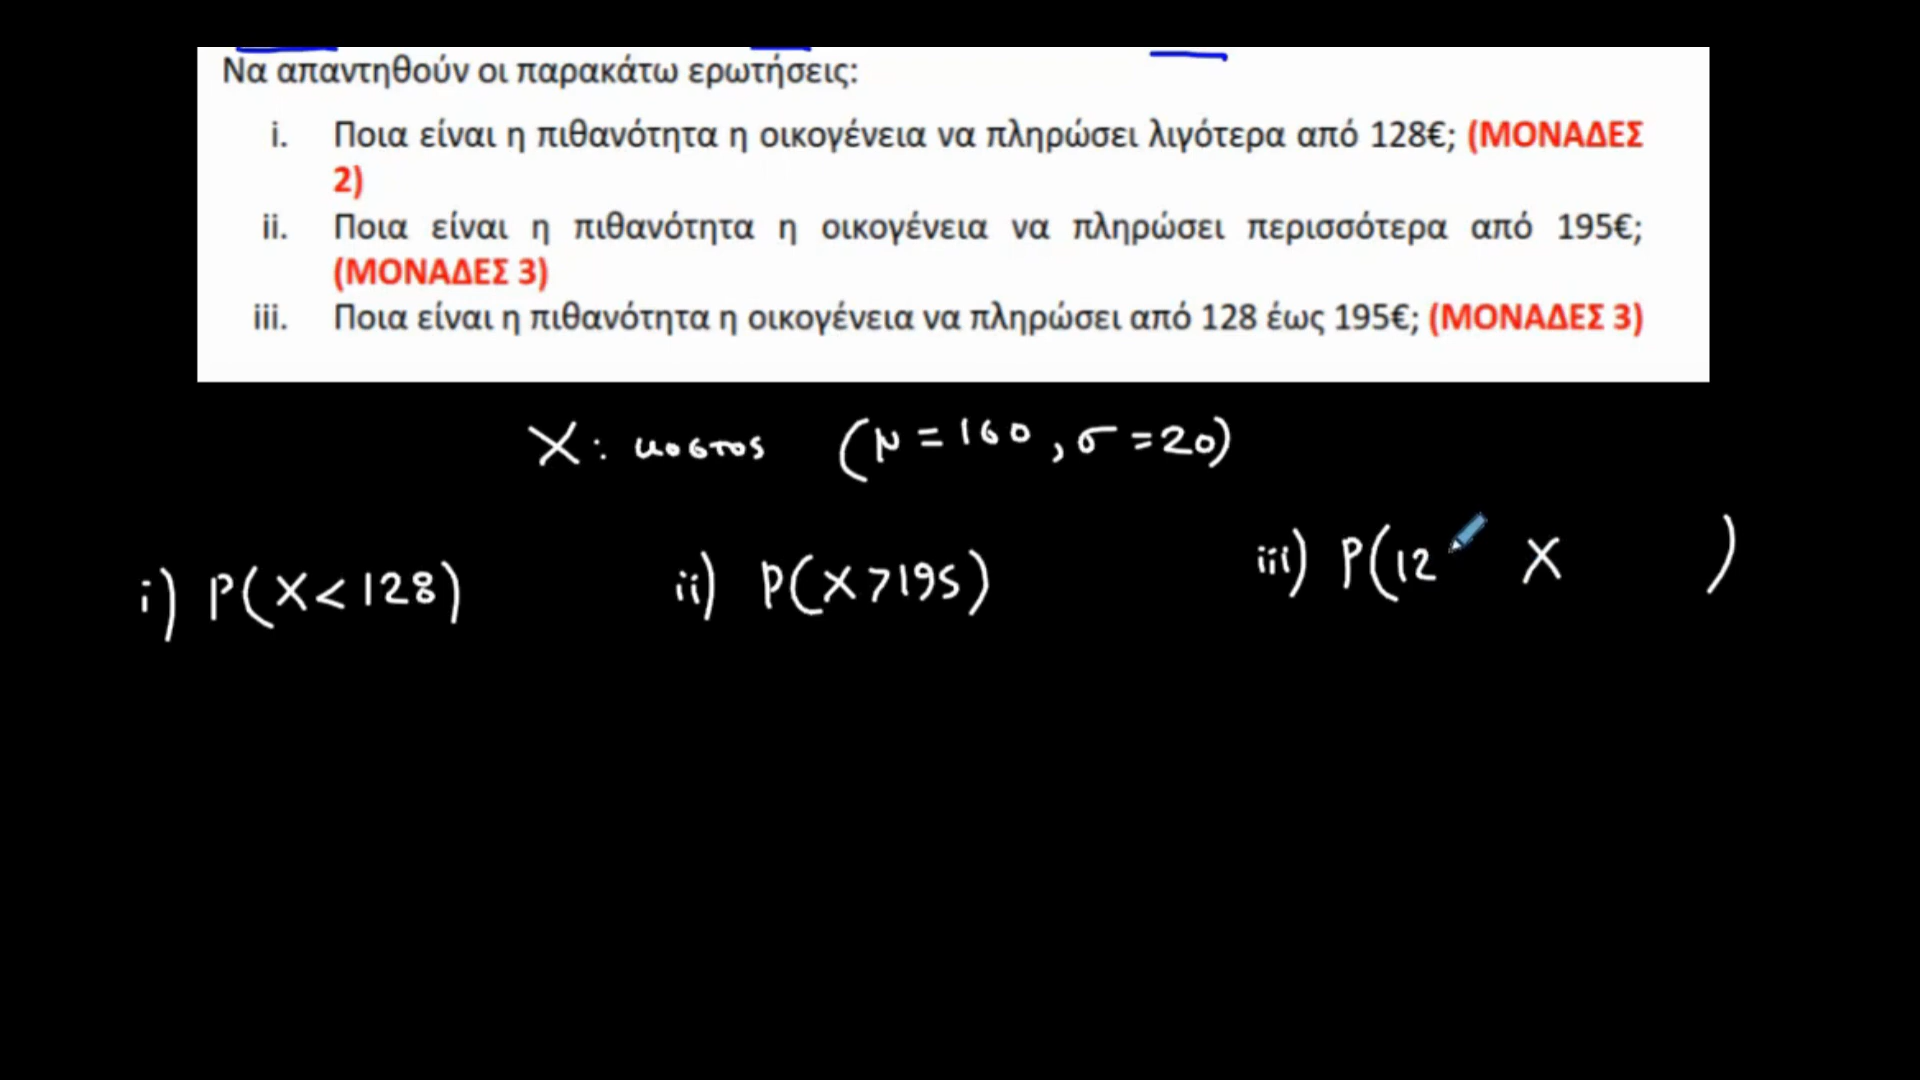 Να απαντηθούν οι παρακάτω ερωτήσεις:
i. Ποια είναι η πιθανότητα η οικογένεια να πληρώσει λιγότερα από 128€; (ΜΟΝΑΔΕΣ
2)
ii. Ποια είναι η πιθανότητα η οικογένεια να πληρώσει περισσότερα από 195€;
(ΜΟΝΑΔΕΣ 3)
iii. Ποια είναι η πιθανότητα η οικογένεια να πληρώσει από 128 έως 195€; (ΜΟΝΑΔΕΣ 3)
X: κοστος (μ = 160, σ = 20)
i) P(X < 128) ii) P(X > 195) iii) P(12 X )